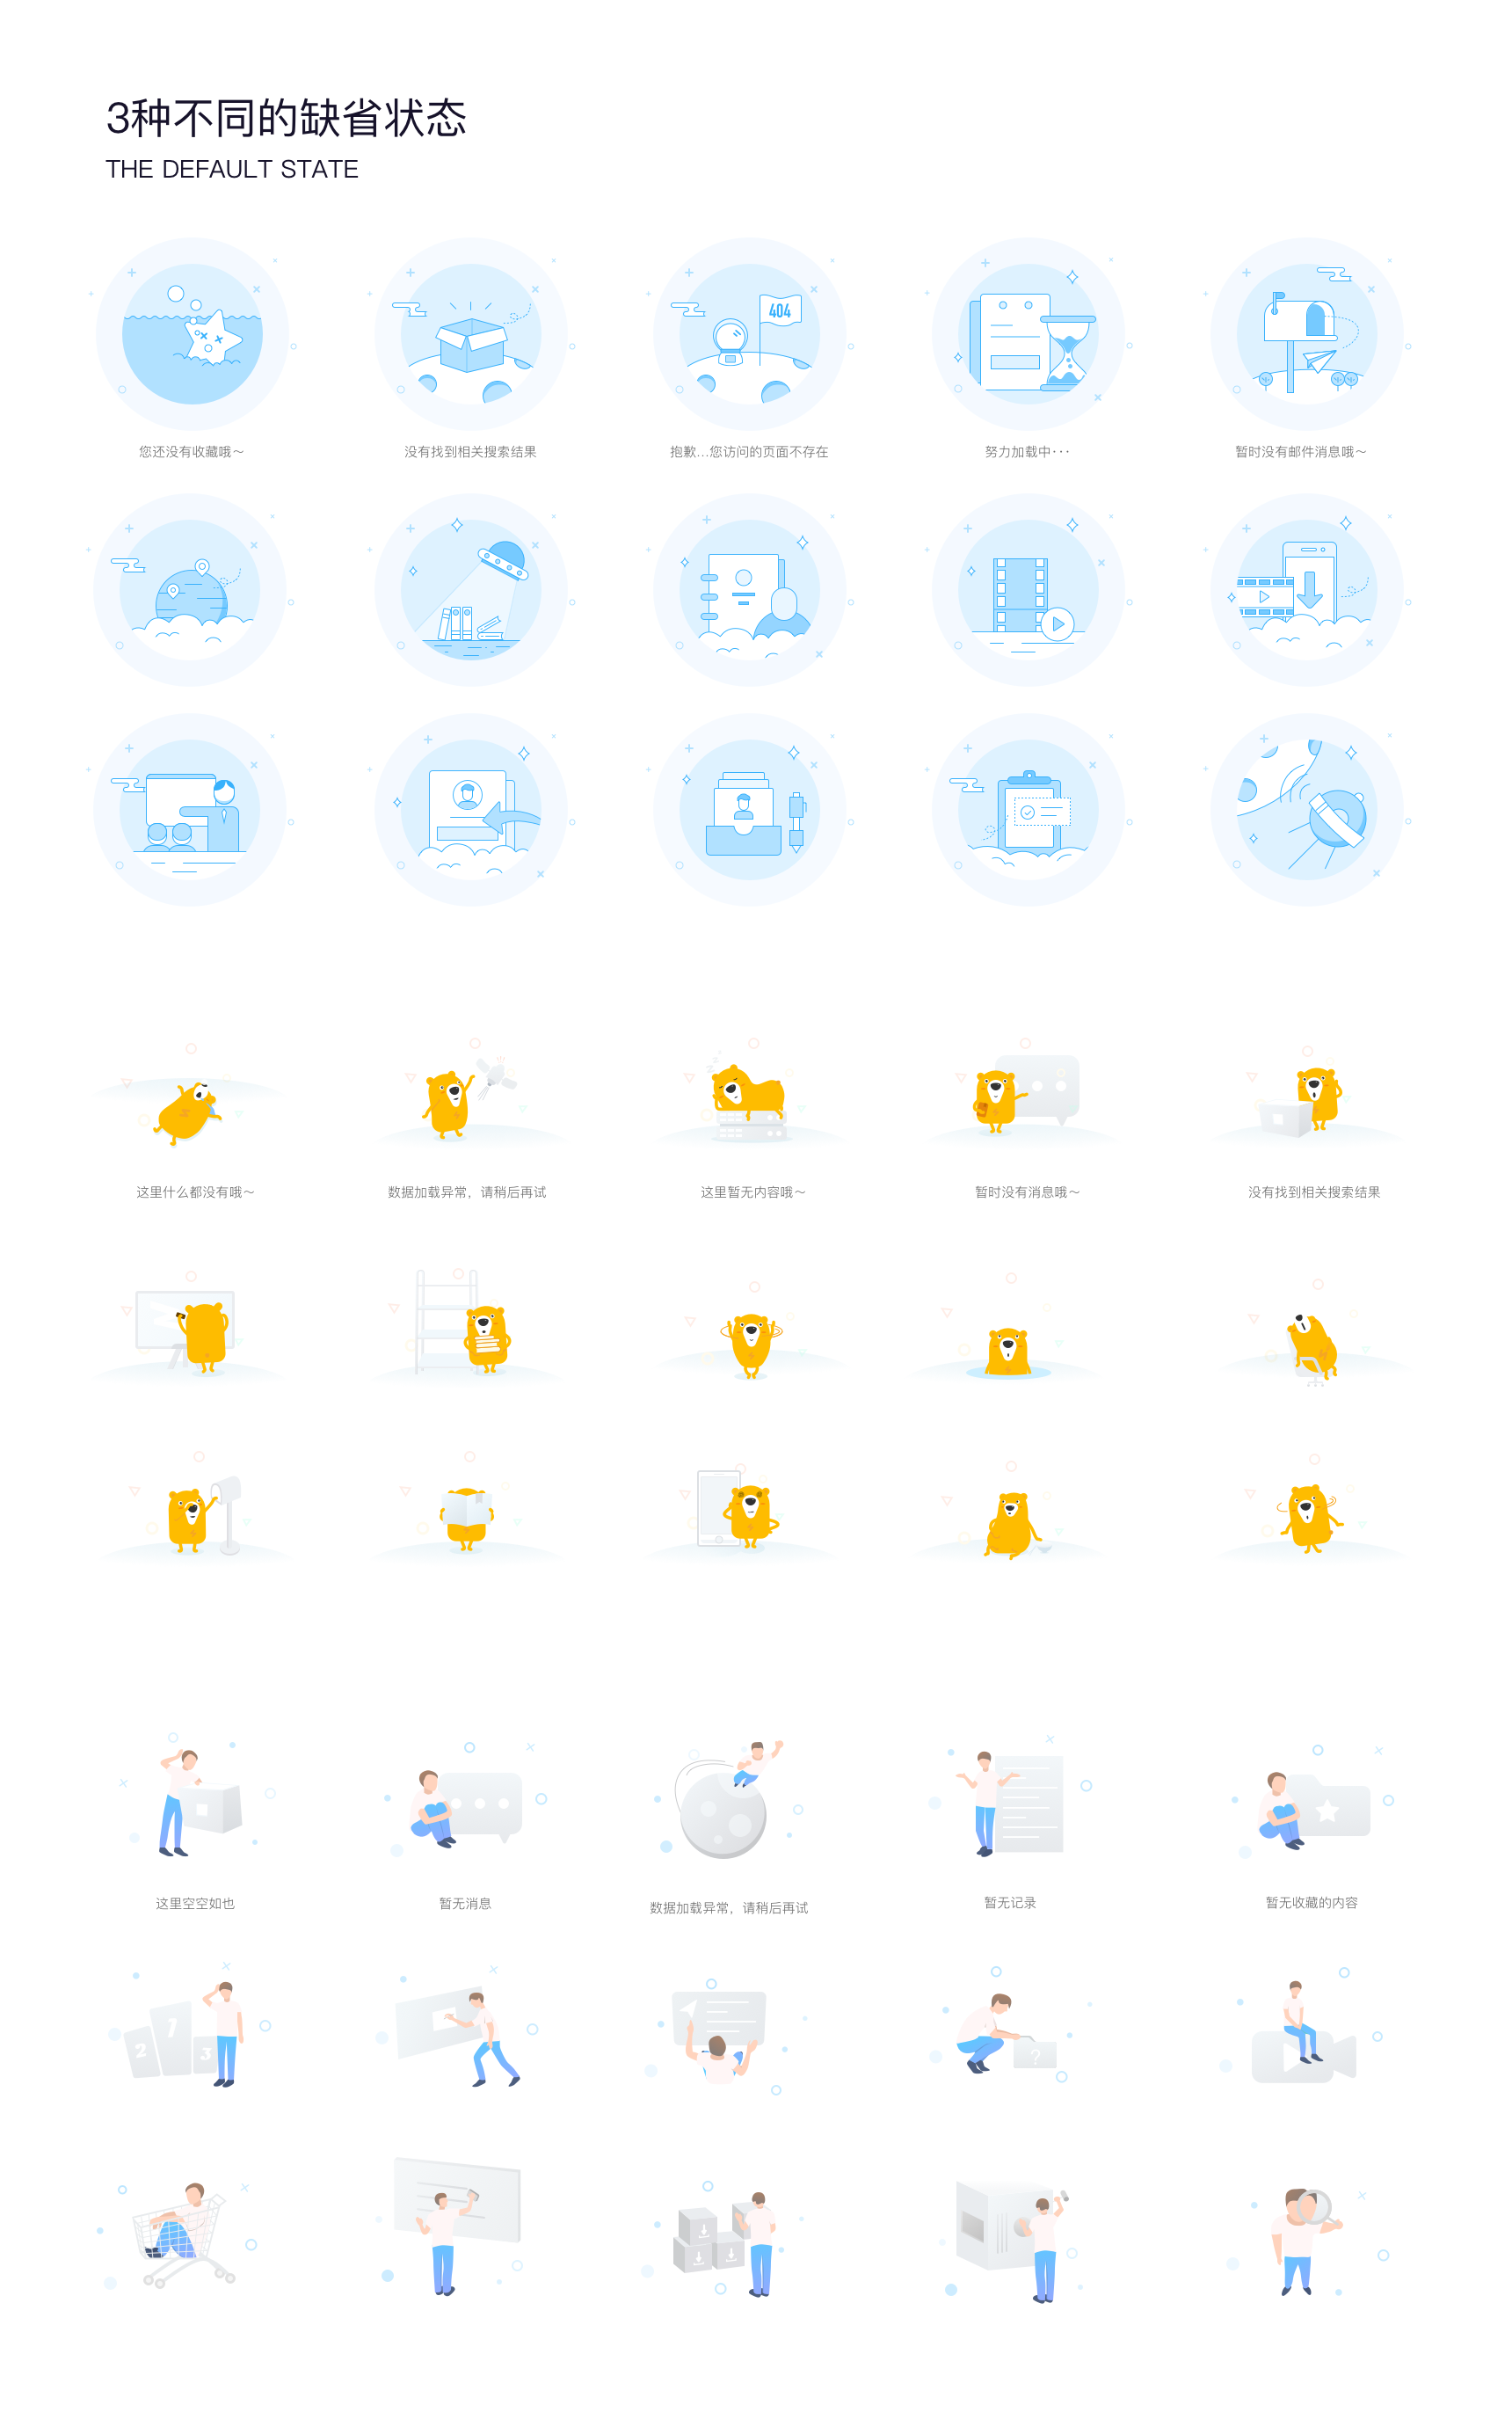 3种不同的缺省状态
THE DEFAULT STATE
404
您还没有收藏哦～
没有找到相关搜索结果
抱歉...您访问的页面不存在
努力加载中···
暂时没有邮件消息哦～
这里什么都没有哦～
数据加载异常，请稍后再试
这里暂无内容哦～
暂时没有消息哦～
没有找到相关搜索结果
这里空空如也
暂无消息
数据加载异常，请稍后再试
暂无记录
暂无收藏的内容
2 1 3
?